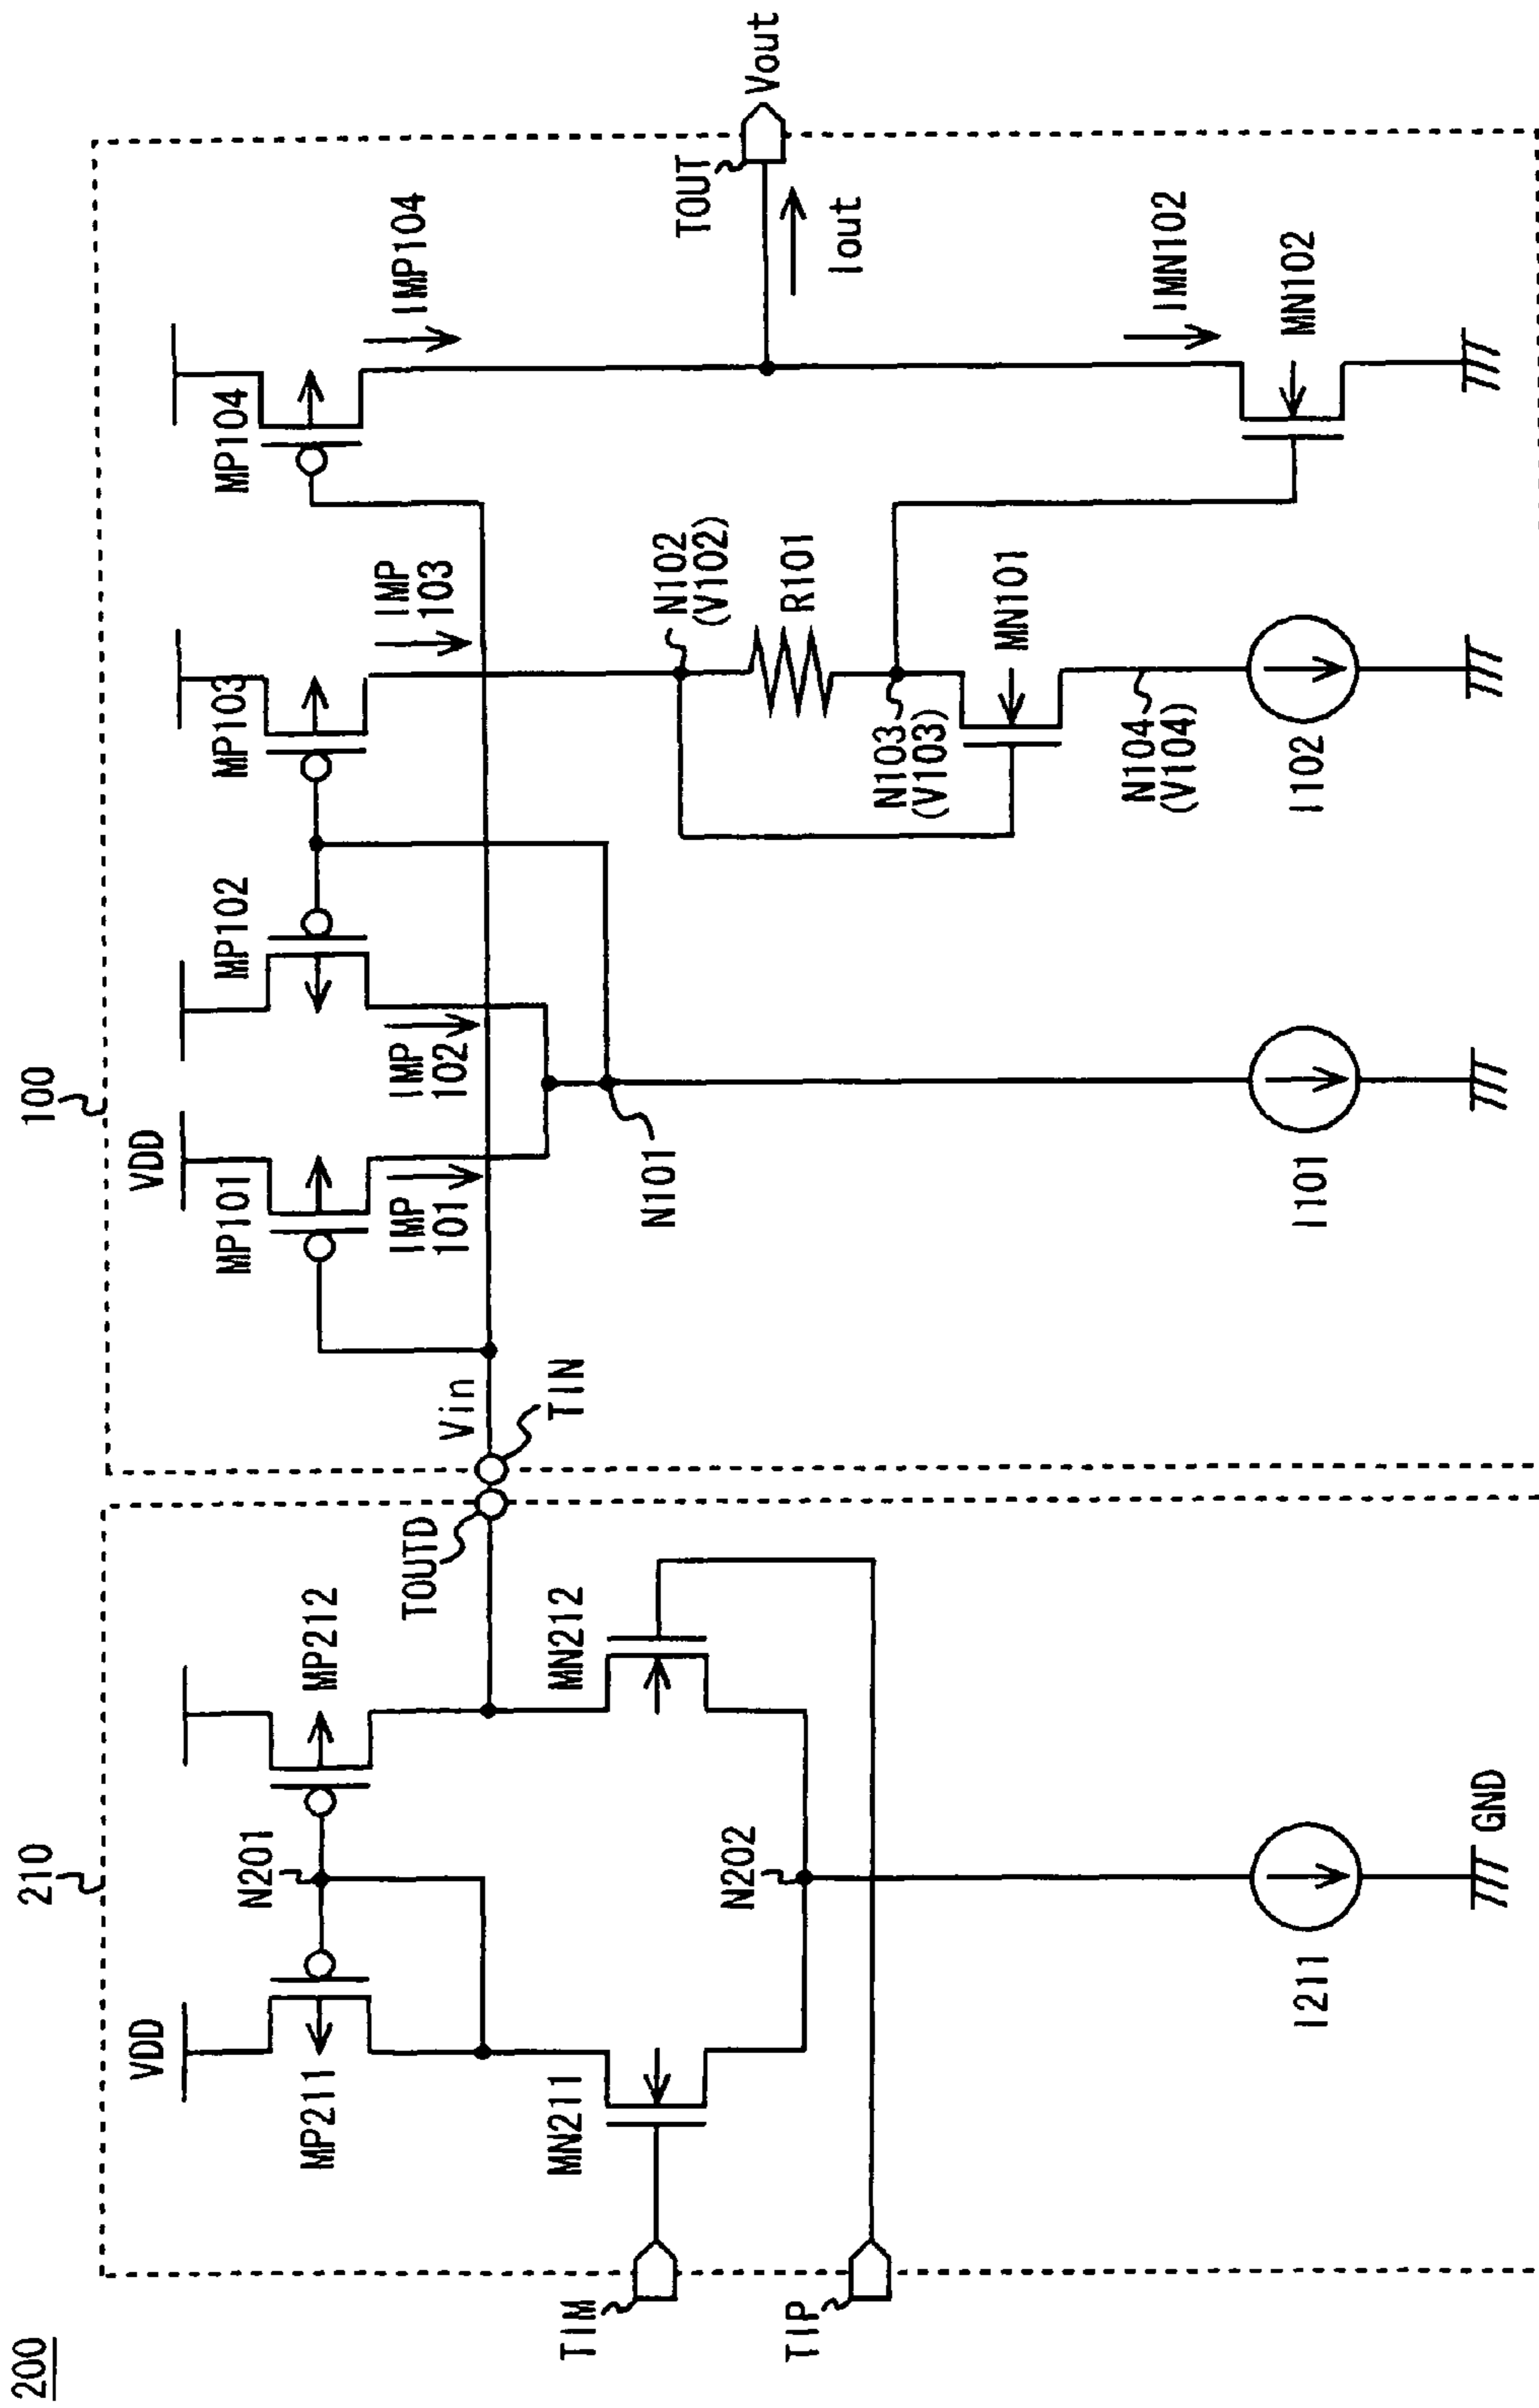 200
210
100
VDD
MP211
N201
MP212
VDD
MP101
MP102
MP103
MP104
TOUTD
Vin
TIN
IMP
101
IMP
102
IMP
103
IMP104
MN211
MN212
N101
N102
(V102)
R101
TOUT
Vout
Iout
TIM
TIP
N202
N103
(V103)
MN101
N104
(V104)
IMN102
MN102
I211
GND
I101
I102